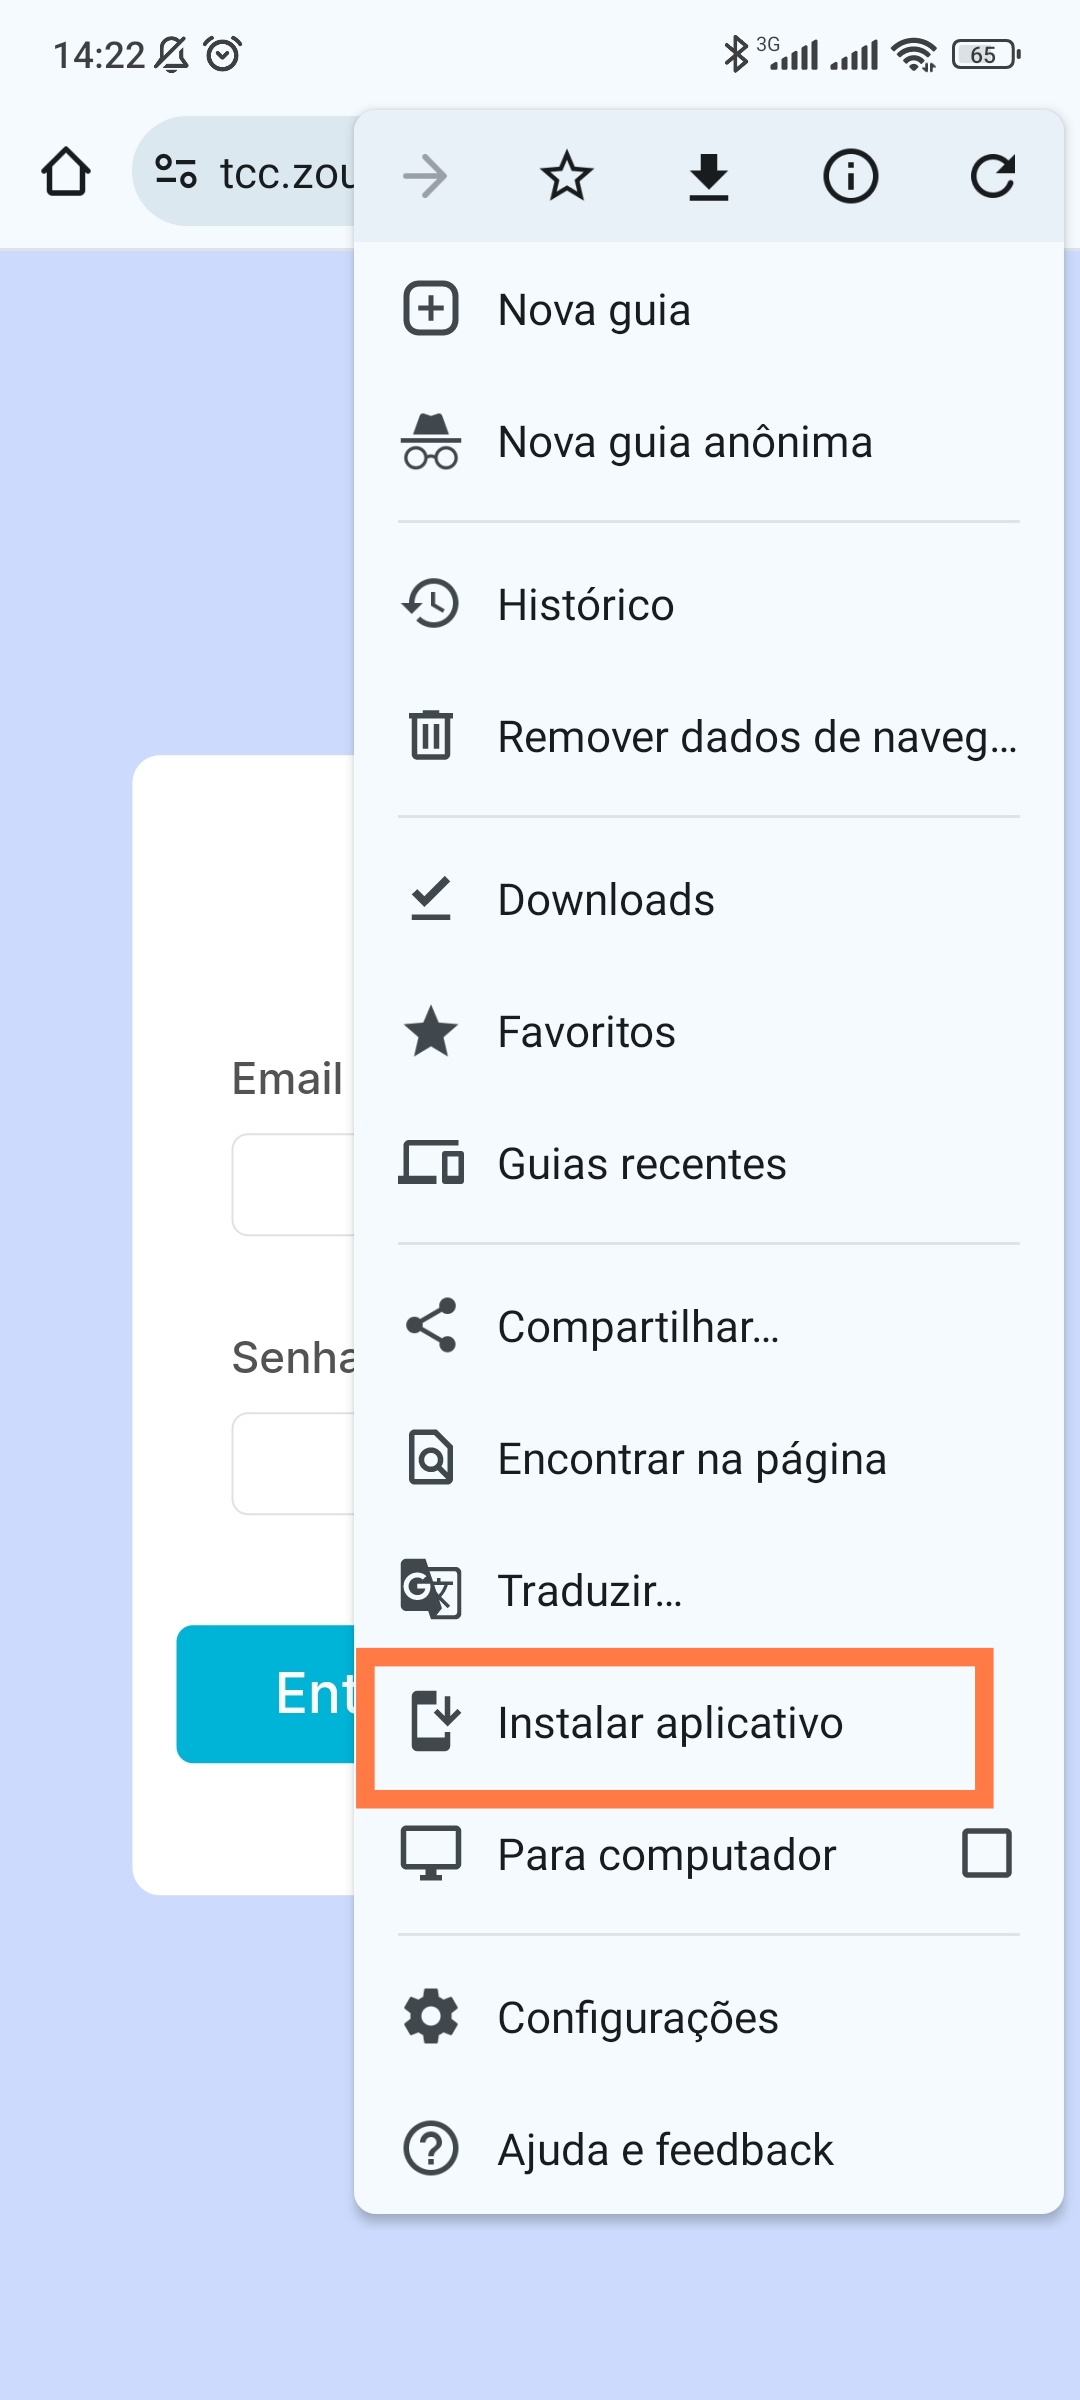 14:22
3G
65
tcc.zou
Nova guia
Nova guia anônima
Histórico
Remover dados de naveg...
Downloads
Favoritos
Guias recentes
Compartilhar...
Encontrar na página
Traduzir...
Instalar aplicativo
Para computador
Configurações
Ajuda e feedback
Email
Senha
Ent